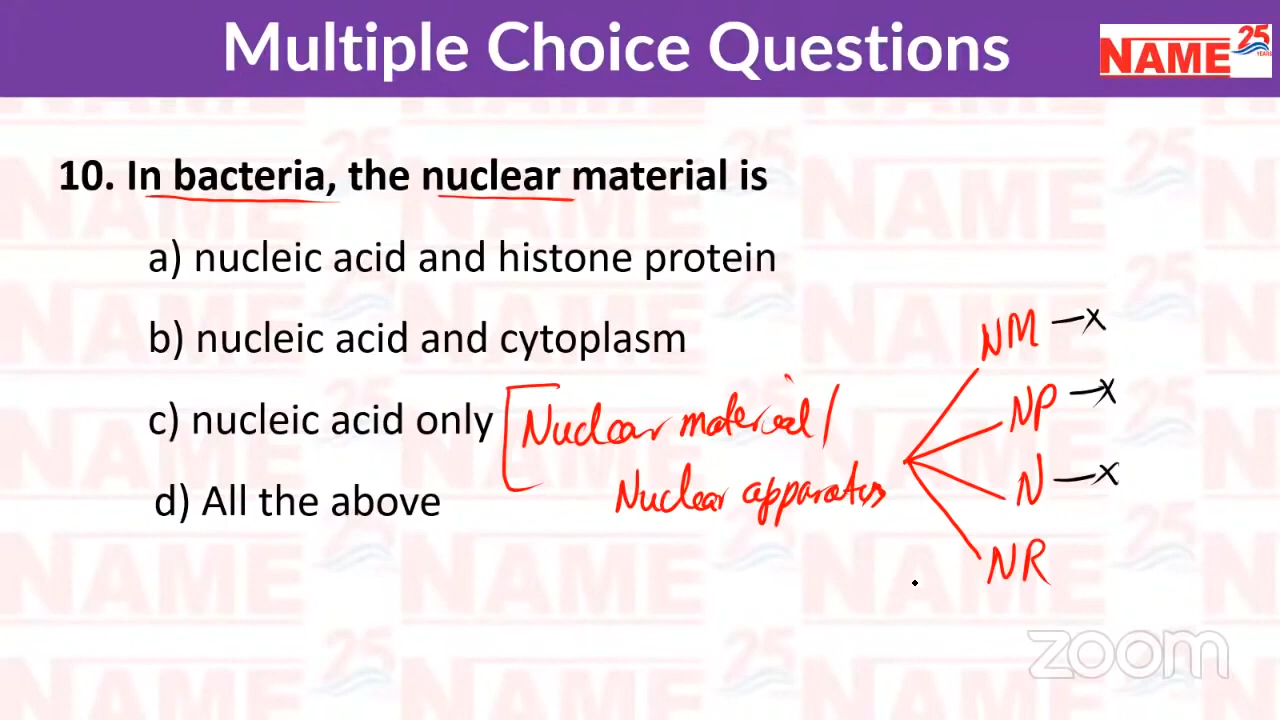 Multiple Choice Questions
NAME 25 YEARS
10. In bacteria, the nuclear material is
a) nucleic acid and histone protein
b) nucleic acid and cytoplasm
c) nucleic acid only
d) All the above
Nuclear material /
Nuclear apparatus
NM —x
NP —x
N —x
NR
zoom